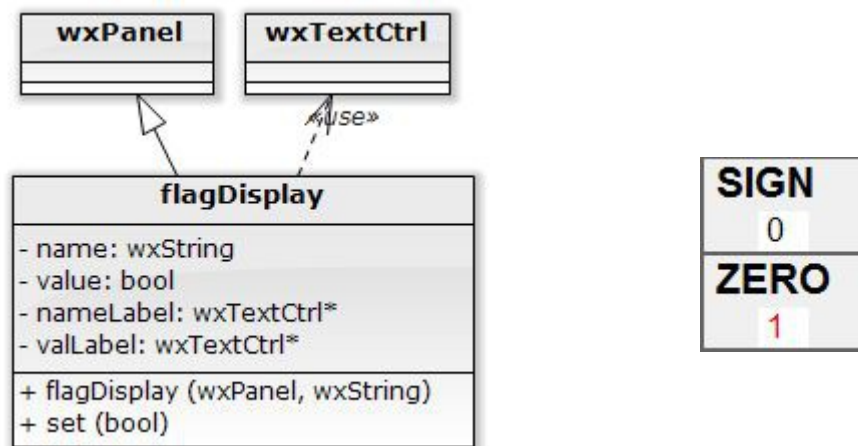 wxPanel
wxTextCtrl
«use»
flagDisplay
- name: wxString
- value: bool
- nameLabel: wxTextCtrl*
- valLabel: wxTextCtrl*
+ flagDisplay (wxPanel, wxString)
+ set (bool)
SIGN
0
ZERO
1